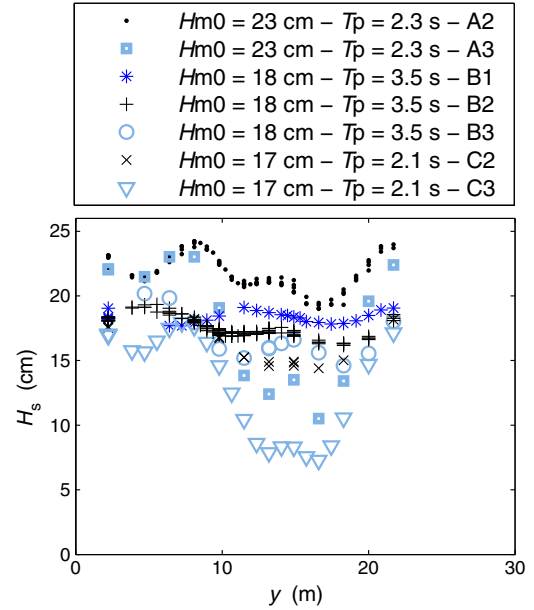 Hm0 = 23 cm – Tp = 2.3 s – A2
Hm0 = 23 cm – Tp = 2.3 s – A3
Hm0 = 18 cm – Tp = 3.5 s – B1
Hm0 = 18 cm – Tp = 3.5 s – B2
Hm0 = 18 cm – Tp = 3.5 s – B3
Hm0 = 17 cm – Tp = 2.1 s – C2
Hm0 = 17 cm – Tp = 2.1 s – C3
25
20
15
10
5
0
Hs (cm)
0 10 20 30
y (m)